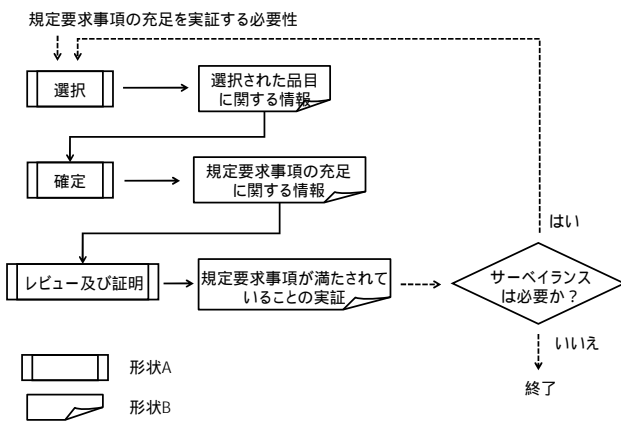 規定要求事項の充足を実証する必要性
選択
選択された品目
に関する情報
確定
規定要求事項の充足
に関する情報
はい
レビュー及び証明
規定要求事項が満たされて
いることの実証
サーベイランス
は必要か？
いいえ
形状A
終了
形状B